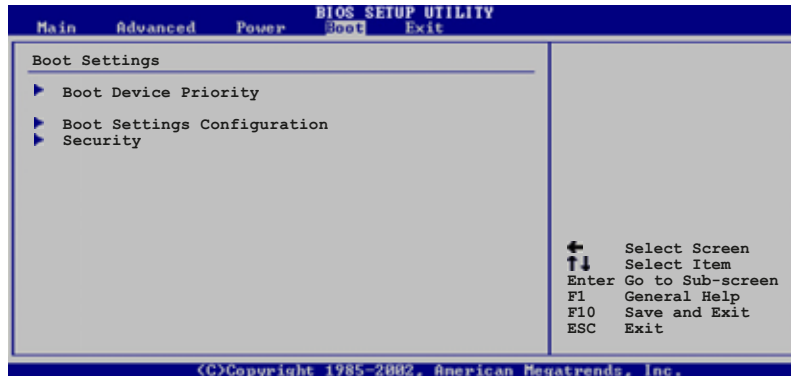 BIOS SETUP UTILITY
Main Advanced Power Boot Exit
Boot Settings
Boot Device Priority
Boot Settings Configuration
Security
← Select Screen
↑↓ Select Item
Enter Go to Sub-screen
F1 General Help
F10 Save and Exit
ESC Exit
(C)Copyright 1985-2002, American Megatrends, Inc.